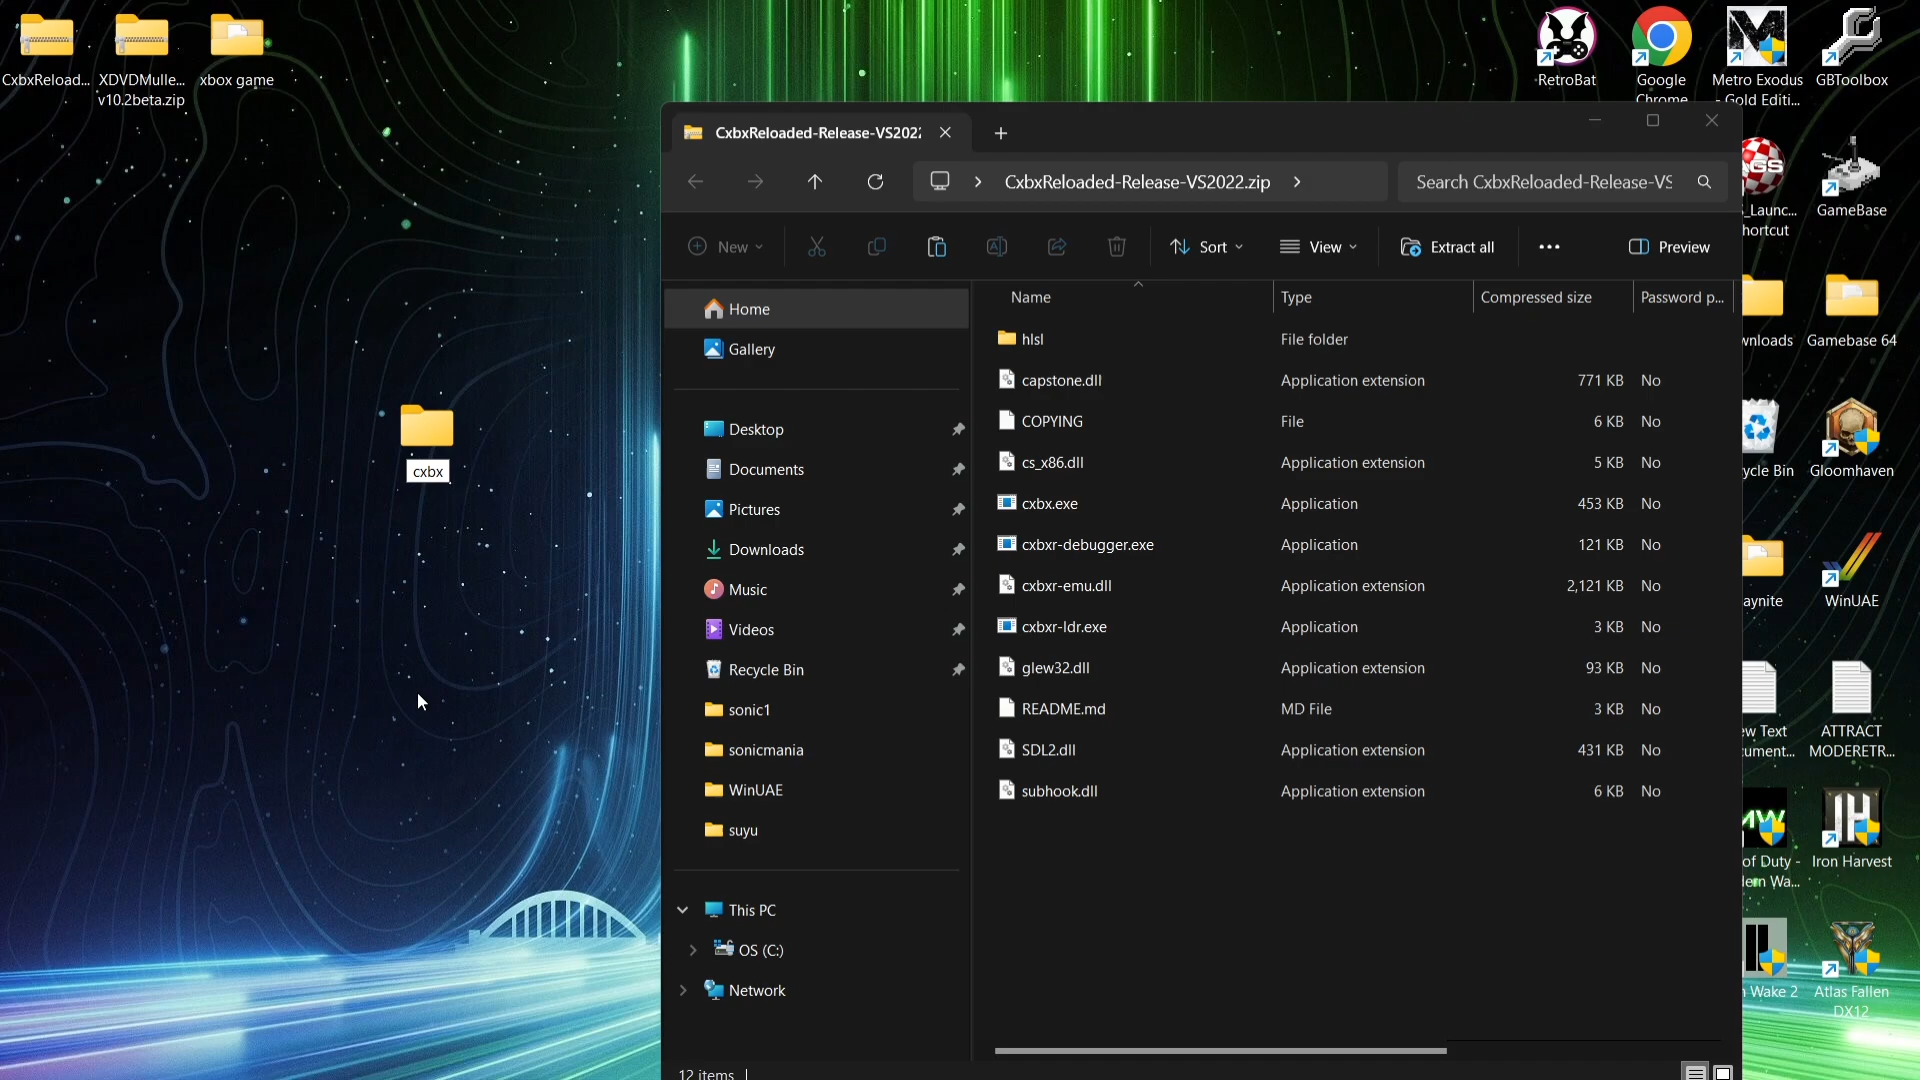 CxbxReload...
XDVDMulle...
v10.2beta.zip
xbox game
RetroBat
Google
Chrome
Metro Exodus
- Gold Editi...
GBToolbox
CxbxReloaded-Release-VS202
CxbxReloaded-Release-VS2022.zip
Search CxbxReloaded-Release-VS
New
Sort
View
Extract all
Preview
Home
Gallery
Desktop
Documents
Pictures
Downloads
Music
Videos
Recycle Bin
sonic1
sonicmania
WinUAE
suyu
This PC
OS (C:)
Network
Name Type Compressed size Password p...
hlsl File folder
capstone.dll Application extension 771 KB No
COPYING File 6 KB No
cs_x86.dll Application extension 5 KB No
cxbx.exe Application 453 KB No
cxbxr-debugger.exe Application 121 KB No
cxbxr-emu.dll Application extension 2,121 KB No
cxbxr-ldr.exe Application 3 KB No
glew32.dll Application extension 93 KB No
README.md MD File 3 KB No
SDL2.dll Application extension 431 KB No
subhook.dll Application extension 6 KB No
12 items
cxbx
GS
_Launc...
hortcut
GameBase
wnloads
Gamebase 64
ycle Bin
Gloomhaven
aynite
WinUAE
ew Text
cument...
ATTRACT
MODERETR...
MW
of Duty -
ern Wa...
IH
Iron Harvest
n Wake 2
Atlas Fallen
DX12